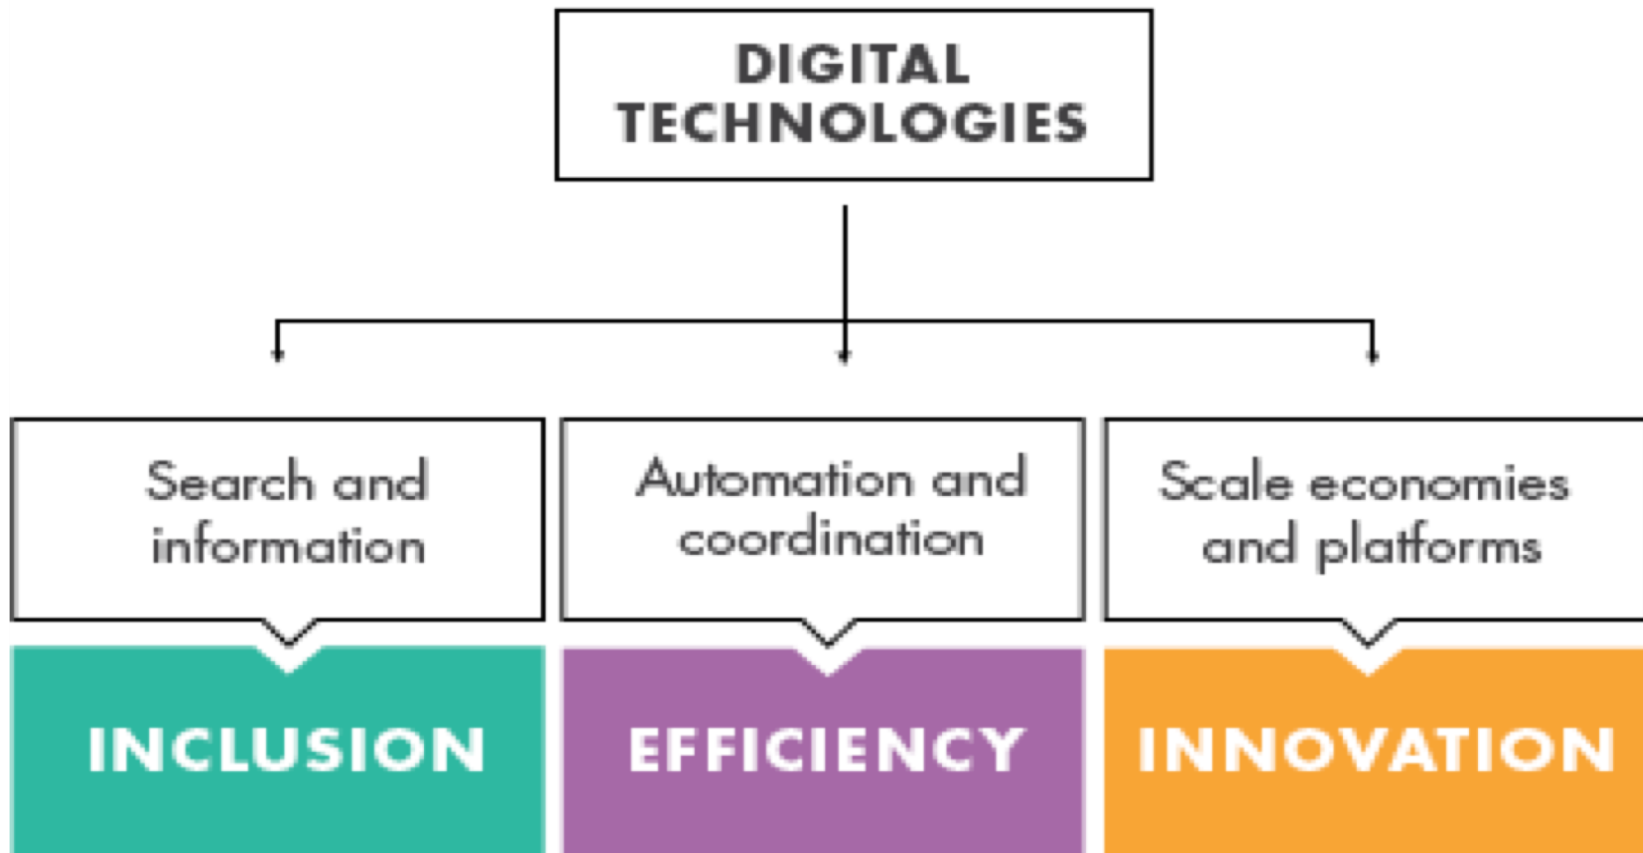 DIGITAL
TECHNOLOGIES
Search and
information
Automation and
coordination
Scale economies
and platforms
INCLUSION
EFFICIENCY
INNOVATION